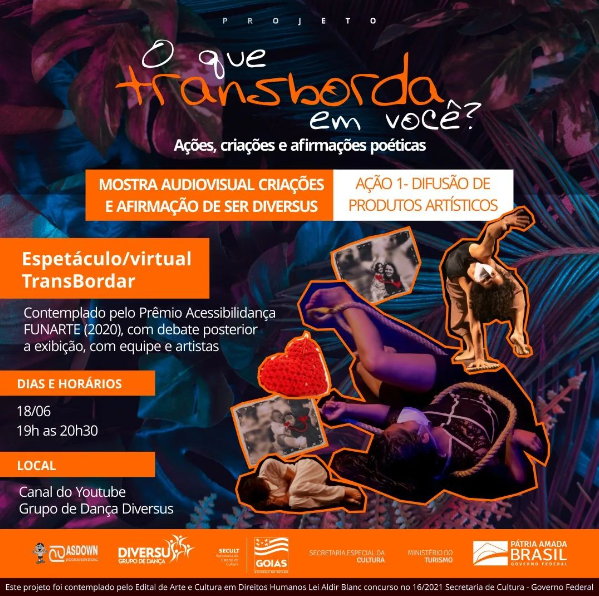 PROJETO
O que
transborda
em você?
Ações, criações e afirmações poéticas
MOSTRA AUDIOVISUAL CRIAÇÕES
E AFIRMAÇÃO DE SER DIVERSUS
AÇÃO 1- DIFUSÃO DE
PRODUTOS ARTÍSTICOS
Espetáculo/virtual
TransBordar
Contemplado pelo Prêmio Acessibilidança
FUNARTE (2020), com debate posterior
a exibição, com equipe e artistas
DIAS E HORÁRIOS
18/06
19h as 20h30
LOCAL
Canal do Youtube
Grupo de Dança Diversus
ASDOWN
DIVERSU
GRUPO DE DANÇA
SECULT
GOIÁS
SECRETARIA ESPECIAL DA
CULTURA
MINISTÉRIO DO
TURISMO
PÁTRIA AMADA
BRASIL
GOVERNO FEDERAL
Este projeto foi contemplado pelo Edital de Arte e Cultura em Direitos Humanos Lei Aldir Blanc concurso no 16/2021 Secretaria de Cultura - Governo Federal